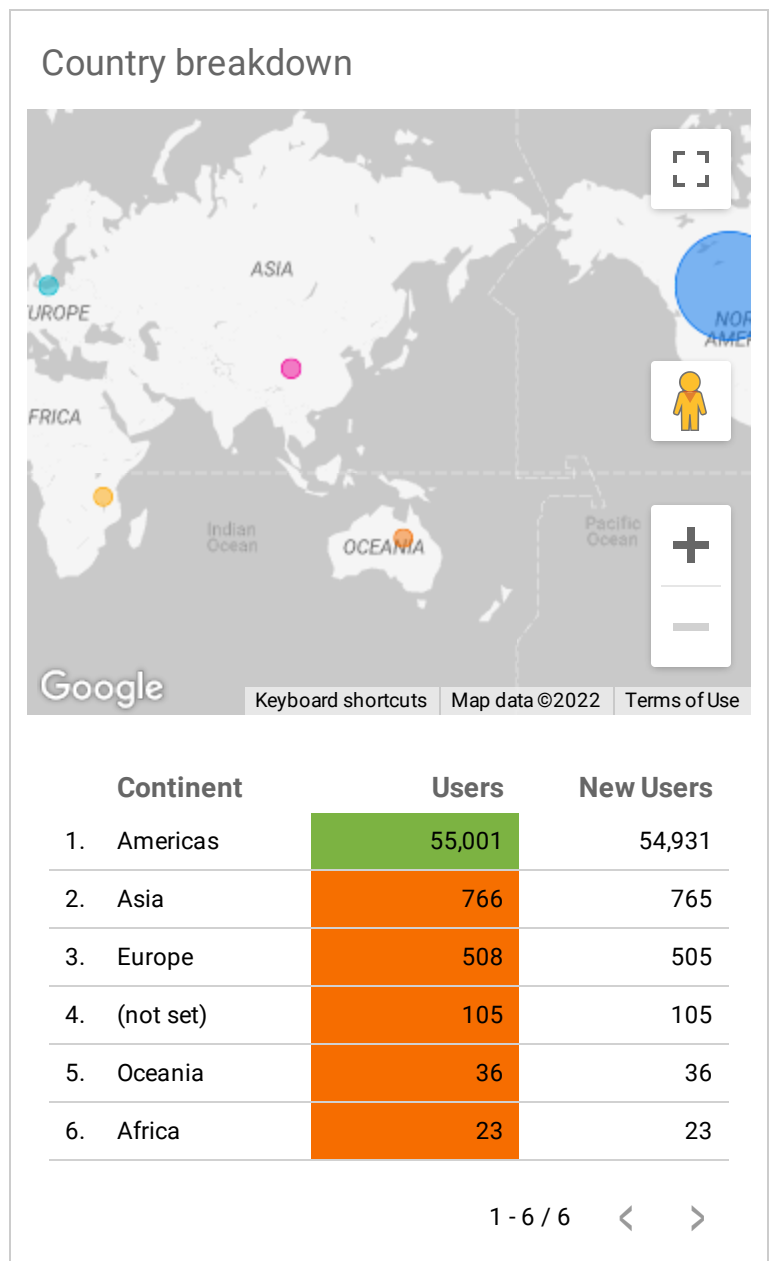 Country breakdown
ASIA
UROPE
NOR
AMER
FRICA
Indian
Ocean
OCEANIA
Pacific
Ocean
Google
Keyboard shortcuts Map data ©2022 Terms of Use
Continent Users New Users
1. Americas 55,001 54,931
2. Asia 766 765
3. Europe 508 505
4. (not set) 105 105
5. Oceania 36 36
6. Africa 23 23
1 - 6 / 6 < >